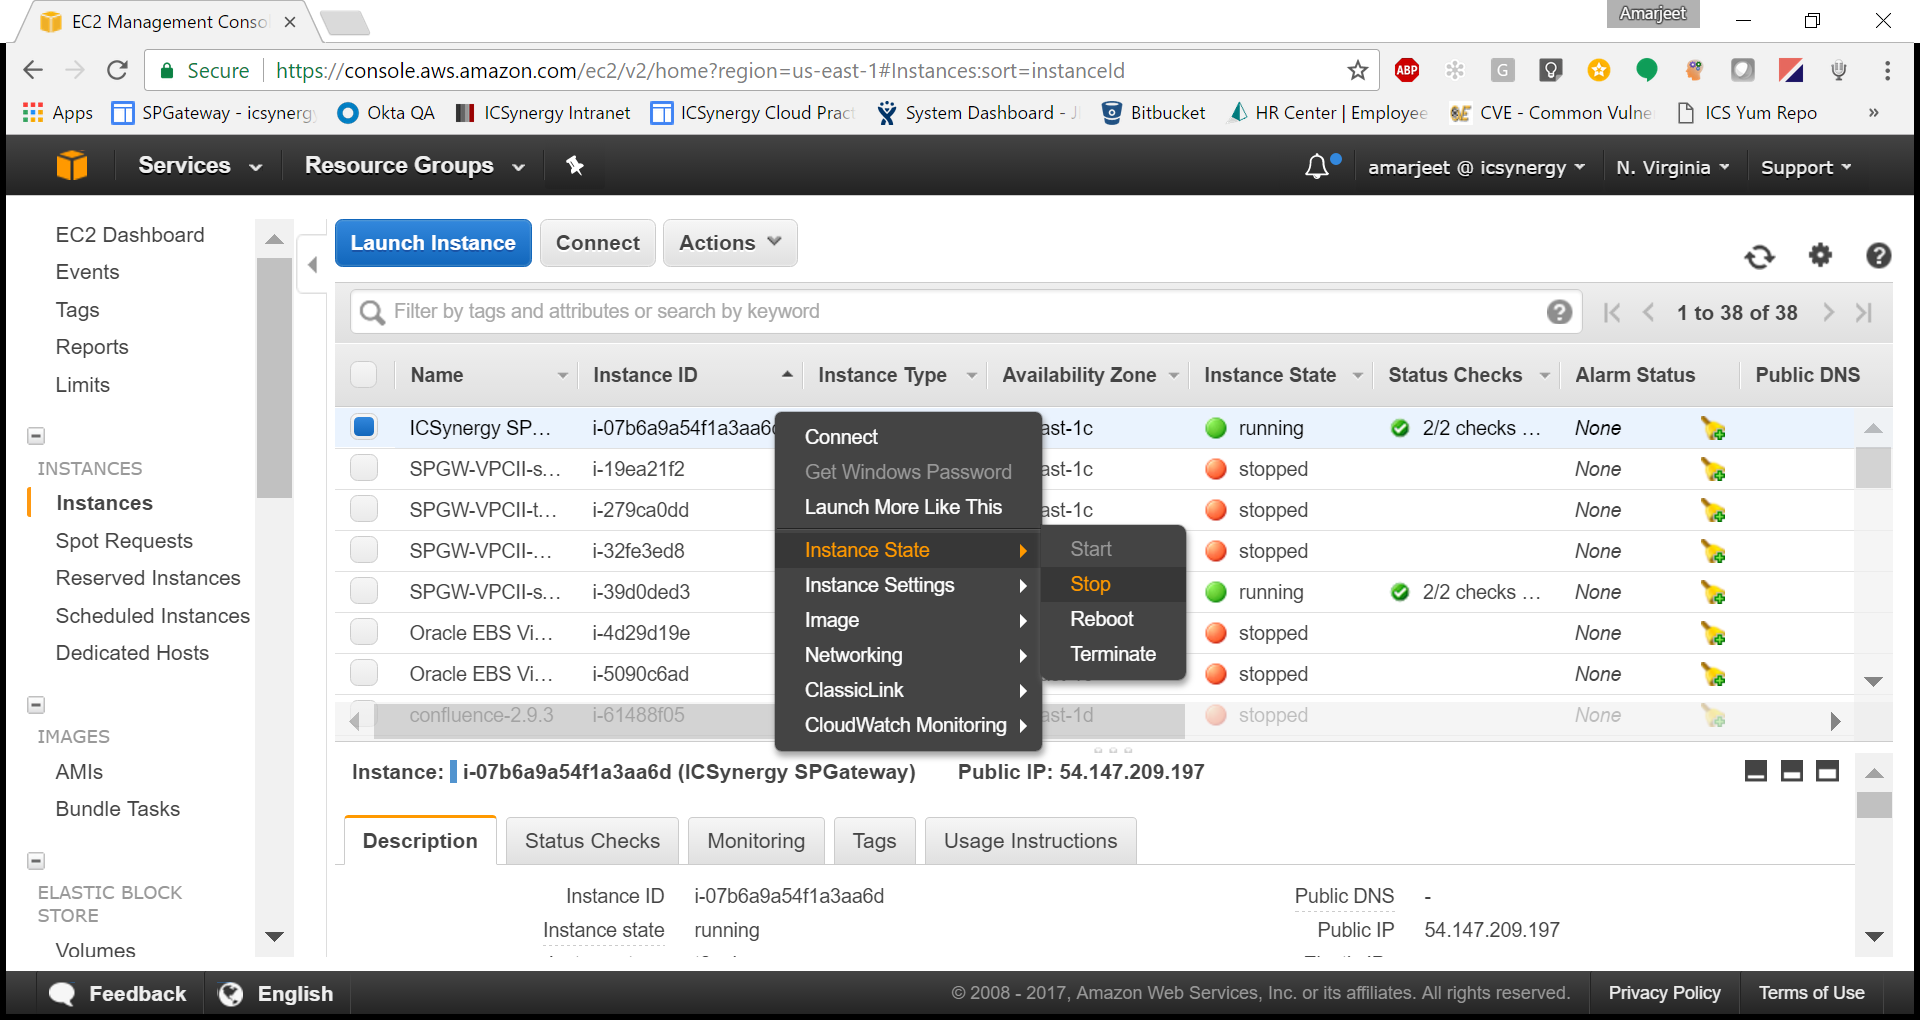 EC2 Management Conso
Amarjeet
Secure
https://console.aws.amazon.com/ec2/v2/home?region=us-east-1#Instances:sort=instanceId
ABP
G
Apps
SPGateway - icsynergy
Okta QA
ICSynergy Intranet
ICSynergy Cloud Pract
System Dashboard - JI
Bitbucket
HR Center | Employee
CVE - Common Vulne
ICS Yum Repo
»
Services
Resource Groups
amarjeet @ icsynergy
N. Virginia
Support
EC2 Dashboard
Events
Tags
Reports
Limits
INSTANCES
Instances
Spot Requests
Reserved Instances
Scheduled Instances
Dedicated Hosts
IMAGES
AMIs
Bundle Tasks
ELASTIC BLOCK
STORE
Volumes
Launch Instance
Connect
Actions
Filter by tags and attributes or search by keyword
1 to 38 of 38
Name
Instance ID
Instance Type
Availability Zone
Instance State
Status Checks
Alarm Status
Public DNS
ICSynergy SP... i-07b6a9a54f1a3aa6d ast-1c running 2/2 checks ... None
SPGW-VPCII-s... i-19ea21f2 ast-1c stopped None
SPGW-VPCII-t... i-279ca0dd ast-1c stopped None
SPGW-VPCII-... i-32fe3ed8 stopped None
SPGW-VPCII-s... i-39d0ded3 running 2/2 checks ... None
Oracle EBS Vi... i-4d29d19e stopped None
Oracle EBS Vi... i-5090c6ad stopped None
confluence-2.9.3 i-61488f05 ast-1d stopped None
Connect
Get Windows Password
Launch More Like This
Instance State
Instance Settings
Image
Networking
ClassicLink
CloudWatch Monitoring
Start
Stop
Reboot
Terminate
Instance: i-07b6a9a54f1a3aa6d (ICSynergy SPGateway) Public IP: 54.147.209.197
Description
Status Checks
Monitoring
Tags
Usage Instructions
Instance ID i-07b6a9a54f1a3aa6d
Public DNS -
Instance state running
Public IP 54.147.209.197
Feedback
English
© 2008 - 2017, Amazon Web Services, Inc. or its affiliates. All rights reserved.
Privacy Policy
Terms of Use